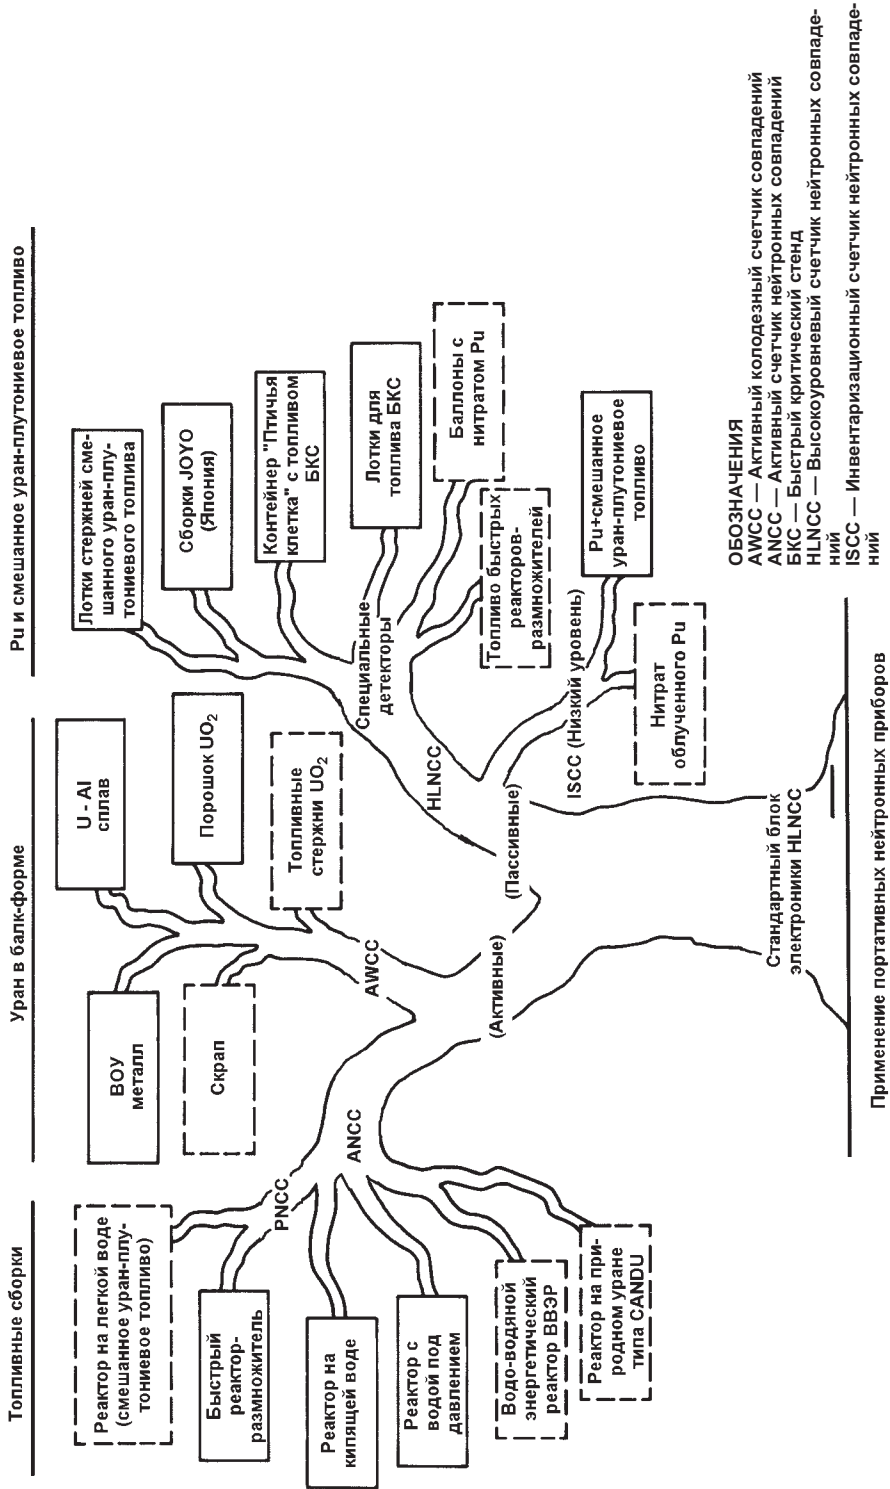 Топливные сборки
Уран в балк-форме
Pu и смешанное уран-плутониевое топливо
Реактор на легкой воде
(смешанное уран-плу-
тониевое топливо)
Быстрый
реактор-
размножитель
Реактор на
кипящей воде
Реактор с
водой под
давлением
Водо-водяной
энергетический
реактор ВВЭР
Реактор на при-
родном уране
типа CANDU
PNCC
ANCC
ВОУ
металл
Скрап
U - Al
сплав
Порошок UO2
Топливные
стержни UO2
AWCC
(Активные)
Лотки стержней сме-
шанного уран-плу-
тониевого топлива
Сборки JOYO
(Япония)
Контейнер "Птичья
клетка" с топливом
БКС
Лотки для
топлива БКС
Баллоны с
нитратом Pu
Топливо быстрых
реакторов-
размножителей
Специальные
детекторы
HLNCC
(Пассивные)
ISCC (Низкий уровень)
Pu+смешанное
уран-плутониевое
топливо
Нитрат
облученного Pu
Стандартный блок
электроники HLNCC
ОБОЗНАЧЕНИЯ
AWCC — Активный колодезный счетчик совпадений
ANCC — Активный счетчик нейтронных совпадений
БКС — Быстрый критический стенд
HLNCC — Высокоуровневый счетчик нейтронных совпаде-
ний
ISCC — Инвентаризационный счетчик нейтронных совпаде-
ний
Применение портативных нейтронных приборов